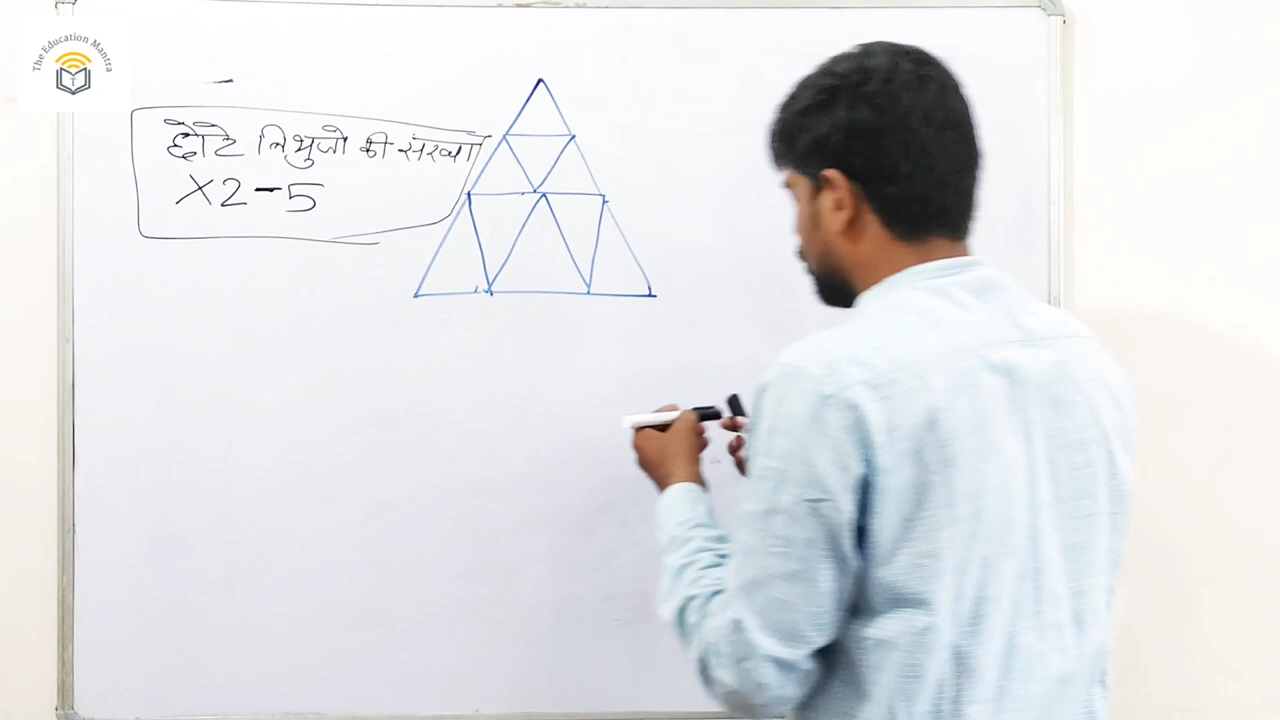 The Education Mantra
T
छोटे त्रिभुजो की संख्या
×2-5